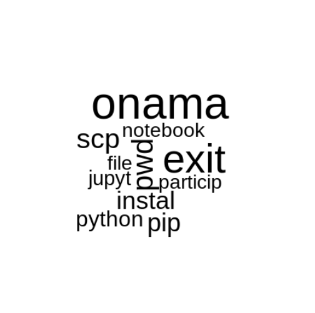 onama
notebook
scp
pwd
exit
file
jupyt
particip
instal
python
pip